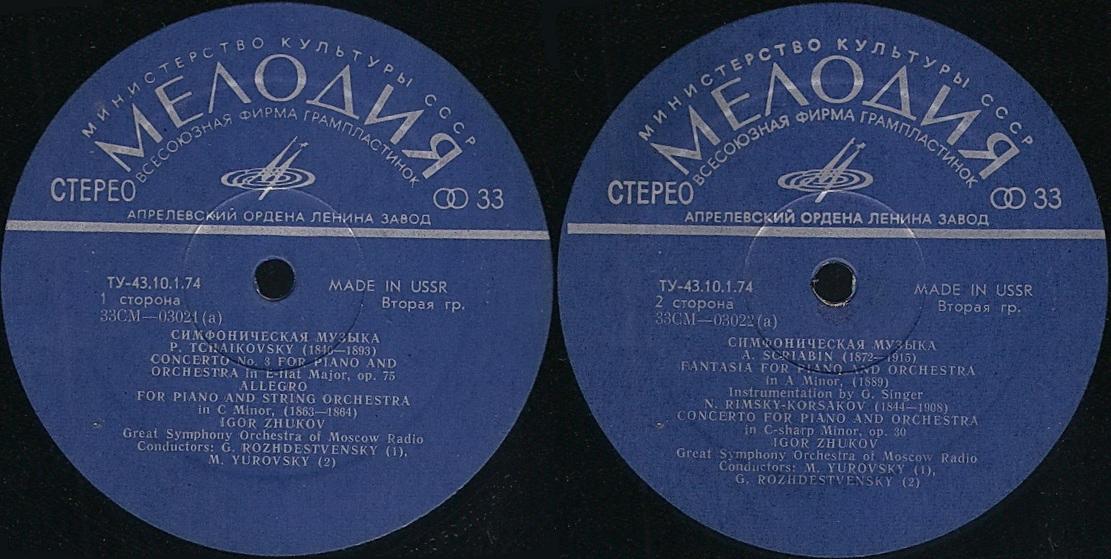 МИНИСТЕРСТВО КУЛЬТУРЫ СССР
МЕЛОДИЯ
ВСЕСОЮЗНАЯ ФИРМА ГРАМПЛАСТИНОК
СТЕРЕО
33
АПРЕЛЕВСКИЙ ОРДЕНА ЛЕНИНА ЗАВОД
ТУ-43.10.1.74
MADE IN USSR
1 сторона
Вторая гр.
33СМ—03021(а)
СИМФОНИЧЕСКАЯ МУЗЫКА
P. TCHAIKOVSKY (1840—1893)
CONCERTO No. 3 FOR PIANO AND
ORCHESTRA in E-flat Major, op. 75
ALLEGRO
FOR PIANO AND STRING ORCHESTRA
in C Minor, (1863—1864)
IGOR ZHUKOV
Great Symphony Orchestra of Moscow Radio
Conductors: G. ROZHDESTVENSKY (1),
M. YUROVSKY (2)
МИНИСТЕРСТВО КУЛЬТУРЫ СССР
МЕЛОДИЯ
ВСЕСОЮЗНАЯ ФИРМА ГРАМПЛАСТИНОК
СТЕРЕО
33
АПРЕЛЕВСКИЙ ОРДЕНА ЛЕНИНА ЗАВОД
ТУ-43.10.1.74
MADE IN USSR
2 сторона
Вторая гр.
33СМ—03022(а)
СИМФОНИЧЕСКАЯ МУЗЫКА
A. SCRIABIN (1872—1915)
FANTASIA FOR PIANO AND ORCHESTRA
in A Minor, (1889)
Instrumentation by G. Singer
N. RIMSKY-KORSAKOV (1844—1908)
CONCERTO FOR PIANO AND ORCHESTRA
in C-sharp Minor, op. 30
IGOR ZHUKOV
Great Symphony Orchestra of Moscow Radio
Conductors: M. YUROVSKY (1),
G. ROZHDESTVENSKY (2)